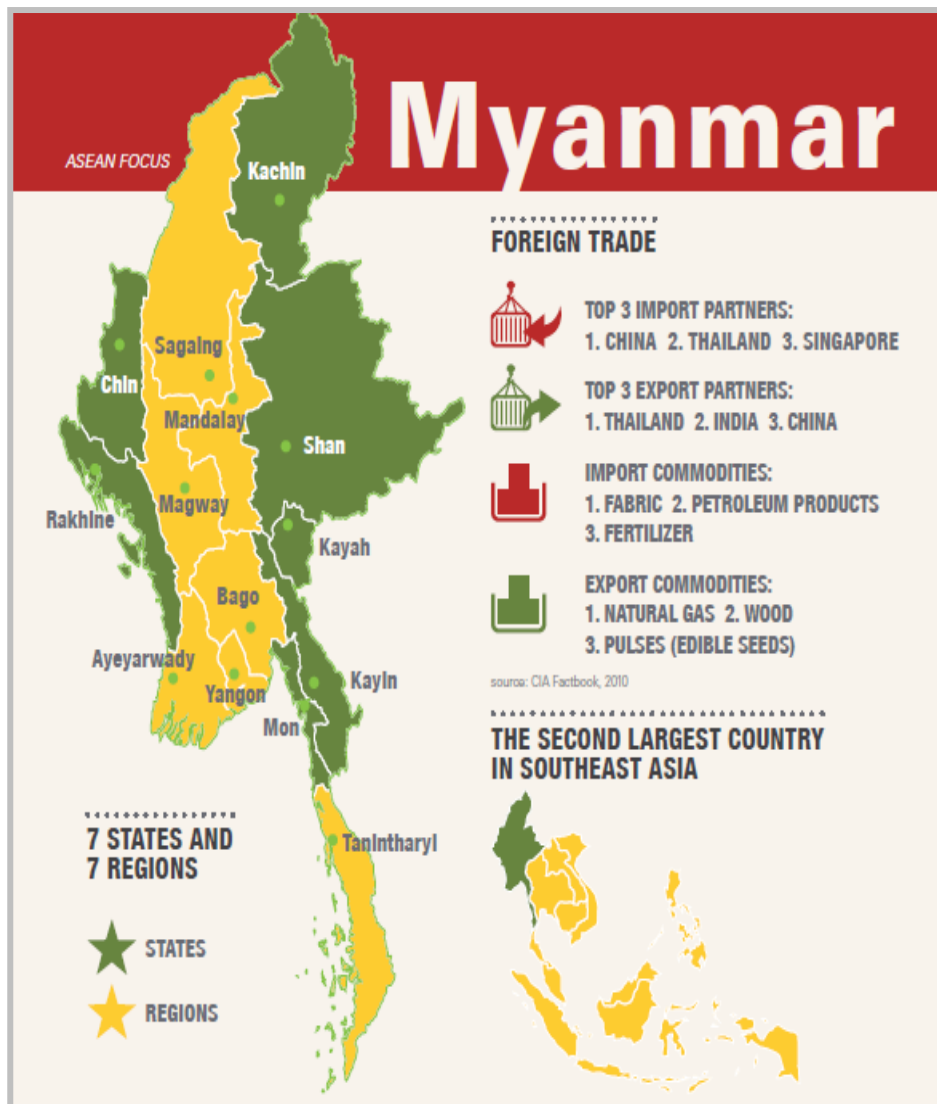 Myanmar
ASEAN FOCUS
Kachin
Sagaing
Chin
Mandalay
Shan
Magway
Rakhine
Kayah
Bago
Ayeyarwady
Yangon
Kayin
Mon
Tanintharyi
FOREIGN TRADE
TOP 3 IMPORT PARTNERS:
1. CHINA 2. THAILAND 3. SINGAPORE
TOP 3 EXPORT PARTNERS:
1. THAILAND 2. INDIA 3. CHINA
IMPORT COMMODITIES:
1. FABRIC 2. PETROLEUM PRODUCTS
3. FERTILIZER
EXPORT COMMODITIES:
1. NATURAL GAS 2. WOOD
3. PULSES (EDIBLE SEEDS)
source: CIA Factbook, 2010
THE SECOND LARGEST COUNTRY
IN SOUTHEAST ASIA
7 STATES AND
7 REGIONS
STATES
REGIONS